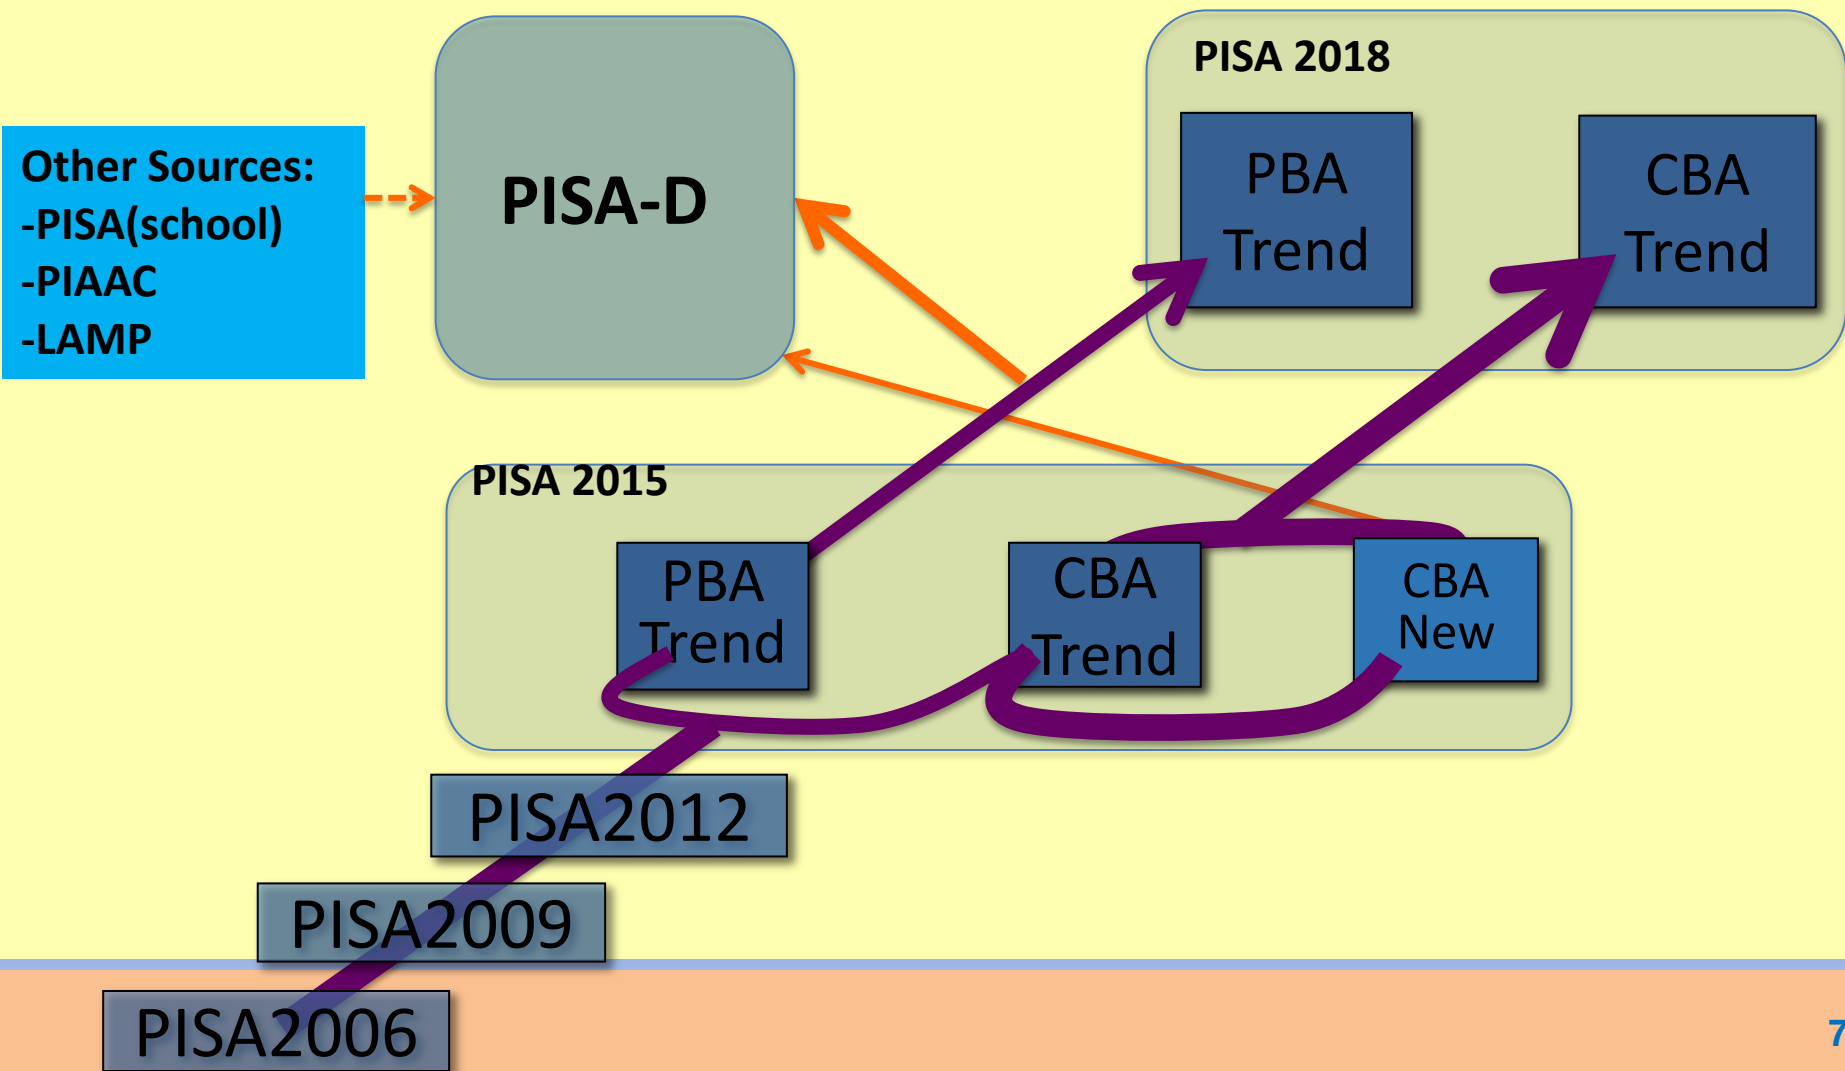 PISA 2018
PBA
Trend
CBA
Trend
Other Sources:
-PISA(school)
-PIAAC
-LAMP
PISA-D
PISA 2015
PBA
Trend
CBA
Trend
CBA
New
PISA2012
PISA2009
PISA2006
7